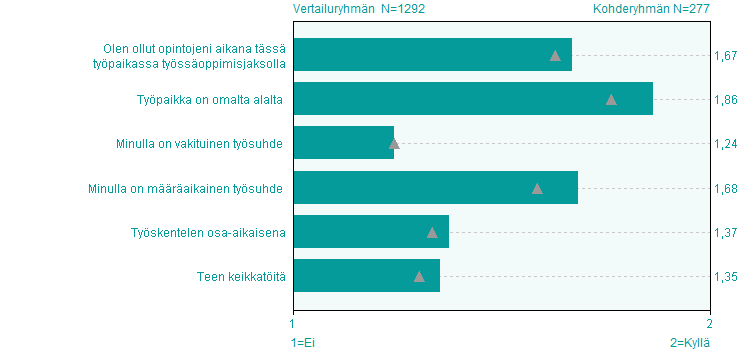 Vertailuryhmän N=1292 Kohderyhmän N=277
Olen ollut opintojeni aikana tässä
työpaikassa työssäoppimisjaksolla 1,67
Työpaikka on omalta alalta 1,86
Minulla on vakituinen työsuhde 1,24
Minulla on määräaikainen työsuhde 1,68
Työskentelen osa-aikaisena 1,37
Teen keikkatöitä 1,35
1 2
1=Ei 2=Kyllä